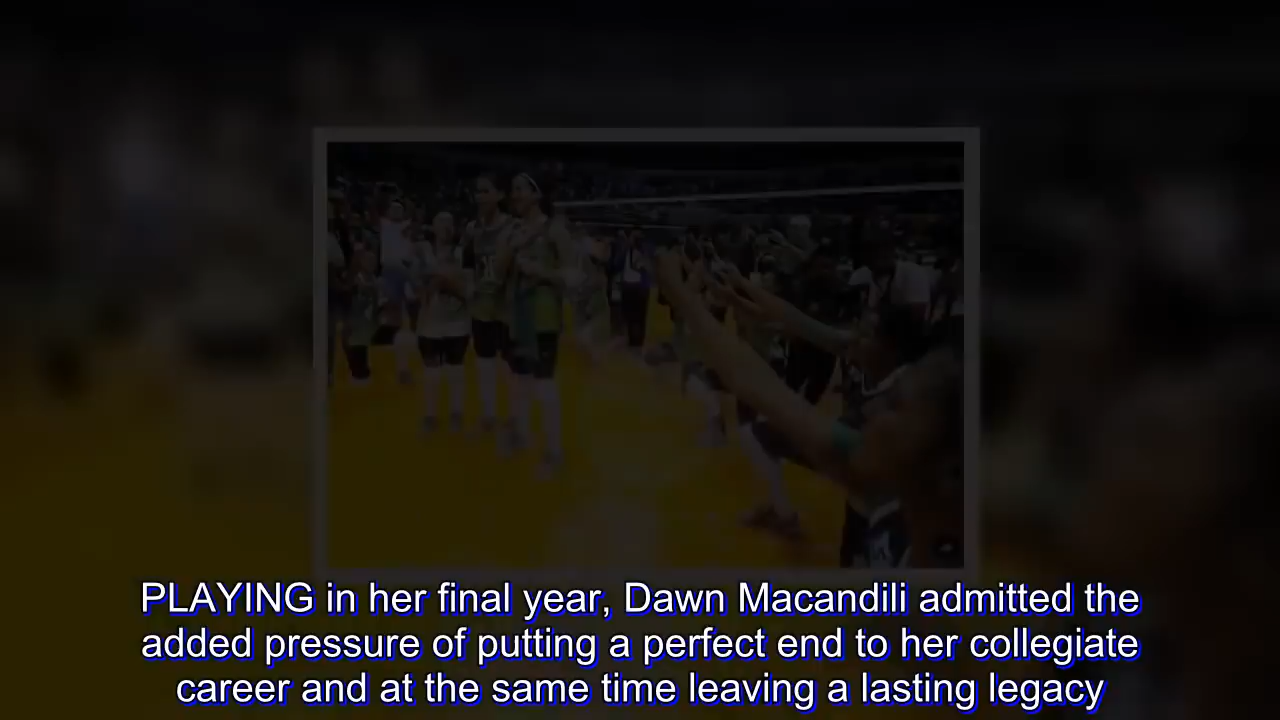 PLAYING in her final year, Dawn Macandili admitted the
added pressure of putting a perfect end to her collegiate
career and at the same time leaving a lasting legacy